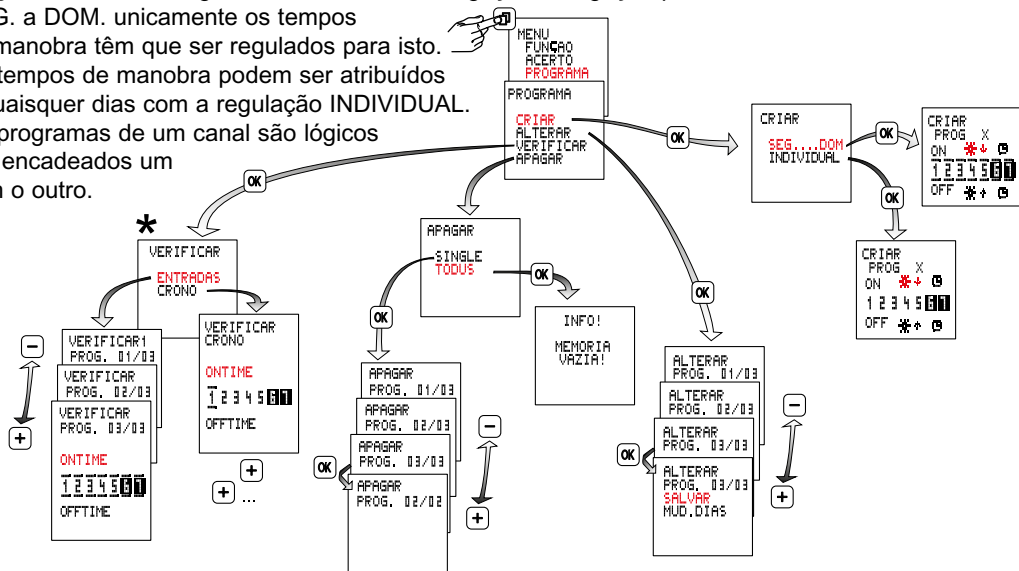 G. a DOM. unicamente os tempos
manobra têm que ser regulados para isto.
tempos de manobra podem ser atribuídos
uaisquer dias com a regulação INDIVIDUAL.
programas de um canal são lógicos
encadeados um
m o outro.
MENU
FUNÇAO
ACERTO
PROGRAMA
PROGRAMA
CRIAR
ALTERAR
VERIFICAR
APAGAR
OK
CRIAR
SEG....DOM
INDIVIDUAL
OK
CRIAR
PROG X
ON
1 2 3 4 5 6 7
OFF
OK
CRIAR
PROG X
ON
1 2 3 4 5 6 7
OFF
OK
*
VERIFICAR
ENTRADAS
CRONO
VERIFICAR1
PROG. 01/03
VERIFICAR
PROG. 02/03
VERIFICAR
PROG. 03/03
ONTIME
1 2 3 4 5 6 7
OFFTIME
−
+
VERIFICAR
CRONO
ONTIME
1 2 3 4 5 6 7
OFFTIME
+
+ ...
APAGAR
SINGLE
TODUS
OK
INFO!
MEMORIA
VAZIA!
OK
APAGAR
PROG. 01/03
APAGAR
PROG. 02/03
APAGAR
PROG. 03/03
OK
APAGAR
PROG. 02/02
−
+
OK
ALTERAR
PROG. 01/03
ALTERAR
PROG. 02/03
ALTERAR
PROG. 03/03
OK
ALTERAR
PROG. 03/03
SALVAR
MUD.DIAS
−
+